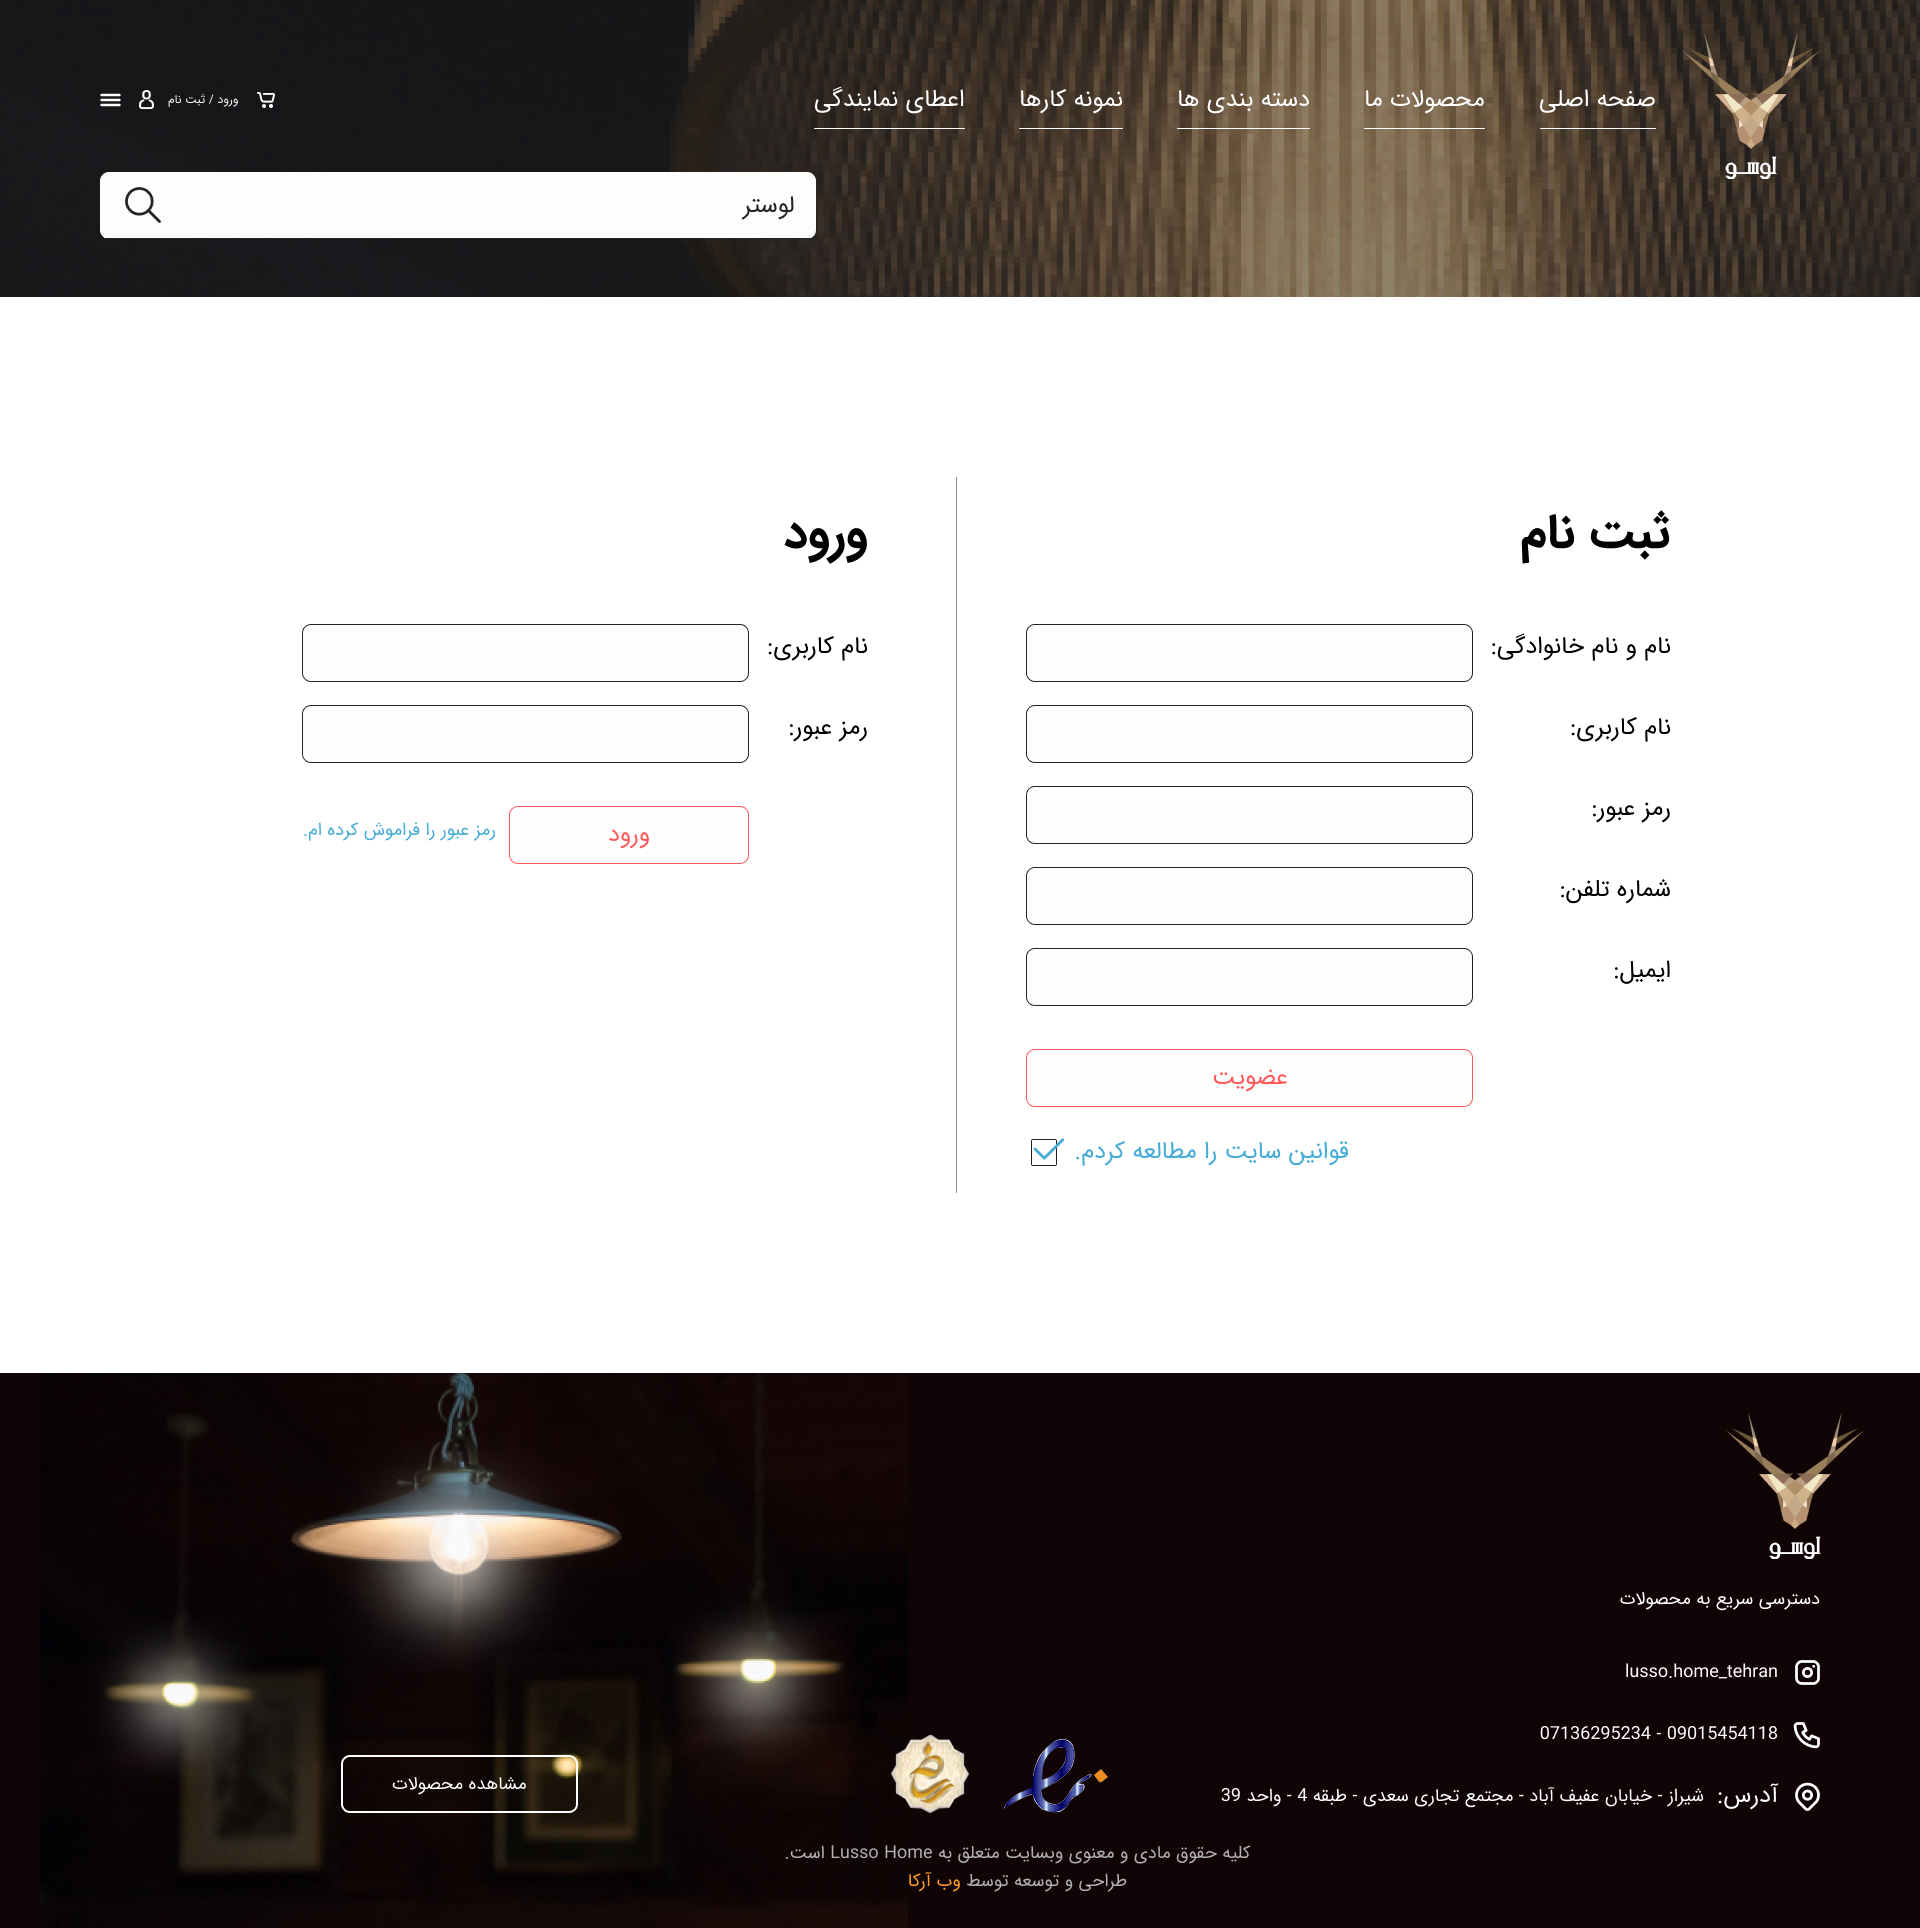 لوسو
صفحه اصلی
محصولات ما
دسته بندی ها
نمونه کارها
اعطای نمایندگی
ورود / ثبت نام
لوستر
ثبت نام
نام و نام خانوادگی:
نام کاربری:
رمز عبور:
شماره تلفن:
ایمیل:
عضویت
قوانین سایت را مطالعه کردم.
ورود
نام کاربری:
رمز عبور:
ورود
رمز عبور را فراموش کرده ام.
لوسو
دسترسی سریع به محصولات
lusso.home_tehran
07136295234 - 09015454118
آدرس: شیراز - خیابان عفیف آباد - مجتمع تجاری سعدی - طبقه 4 - واحد 39
مشاهده محصولات
کلیه حقوق مادی و معنوی وبسایت متعلق به Lusso Home است.
طراحی و توسعه توسط وب آرکا